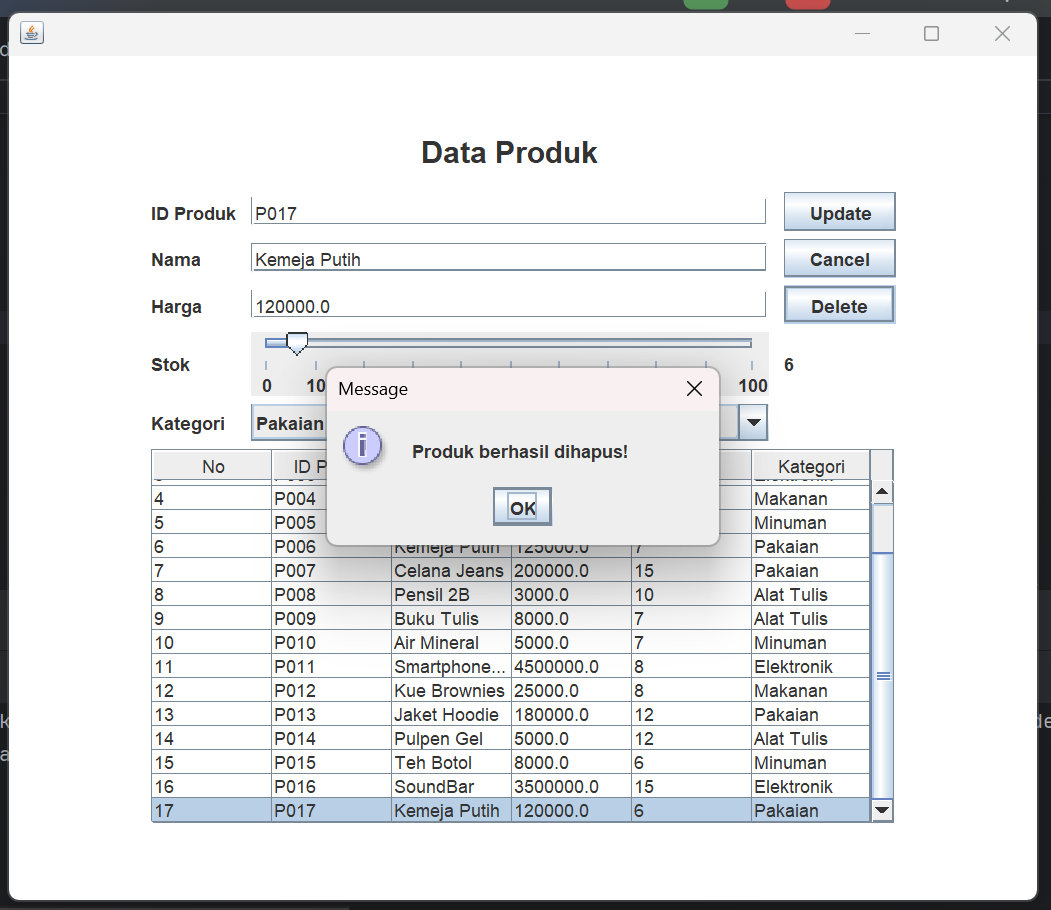 Data Produk
ID Produk P017 Update
Nama Kemeja Putih Cancel
Harga 120000.0 Delete
Stok 6
0 10 100
Kategori Pakaian
Message
Produk berhasil dihapus!
OK
No ID P Kategori
4 P004 Makanan
5 P005 Minuman
6 P006 Kemeja Putih 125000.0 7 Pakaian
7 P007 Celana Jeans 200000.0 15 Pakaian
8 P008 Pensil 2B 3000.0 10 Alat Tulis
9 P009 Buku Tulis 8000.0 7 Alat Tulis
10 P010 Air Mineral 5000.0 7 Minuman
11 P011 Smartphone... 4500000.0 8 Elektronik
12 P012 Kue Brownies 25000.0 8 Makanan
13 P013 Jaket Hoodie 180000.0 12 Pakaian
14 P014 Pulpen Gel 5000.0 12 Alat Tulis
15 P015 Teh Botol 8000.0 6 Minuman
16 P016 SoundBar 3500000.0 15 Elektronik
17 P017 Kemeja Putih 120000.0 6 Pakaian